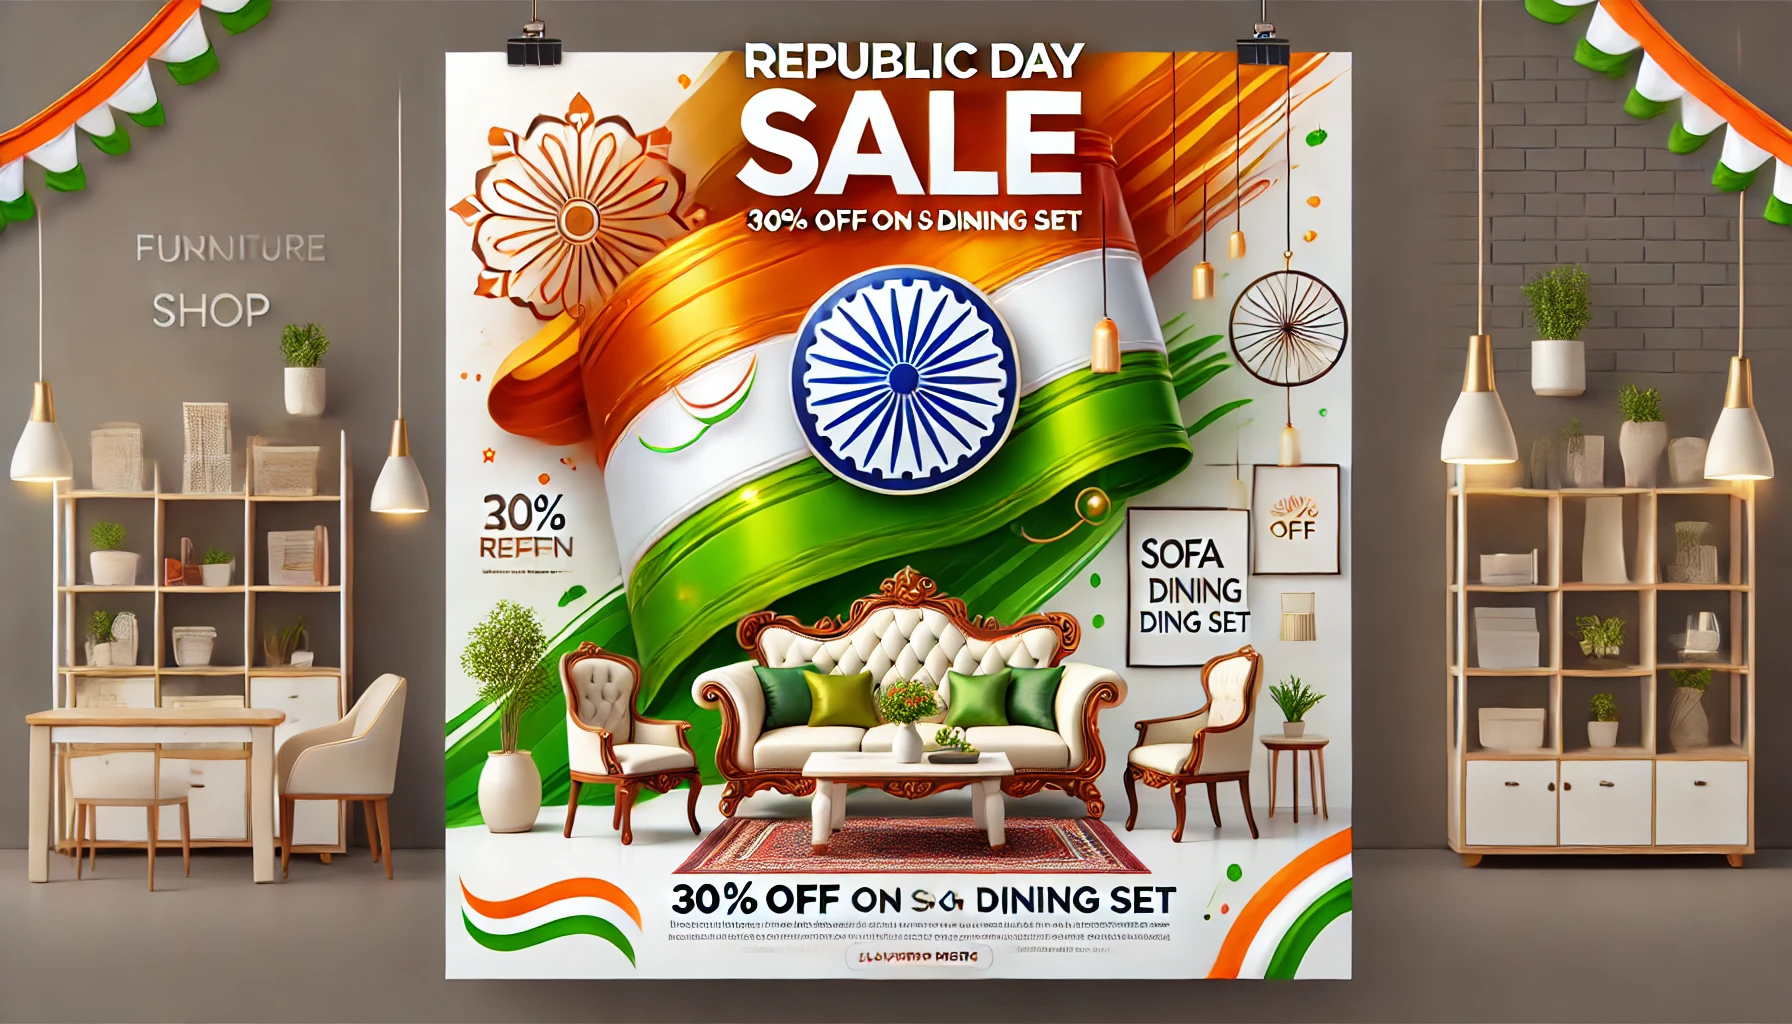 REPUBLIC DAY
SALE
30% OFF ON S DINING SET
FURNITURE
SHOP
30%
REFFN
OFF
SOFA
DINING
DING SET
30% OFF ON DINING SET